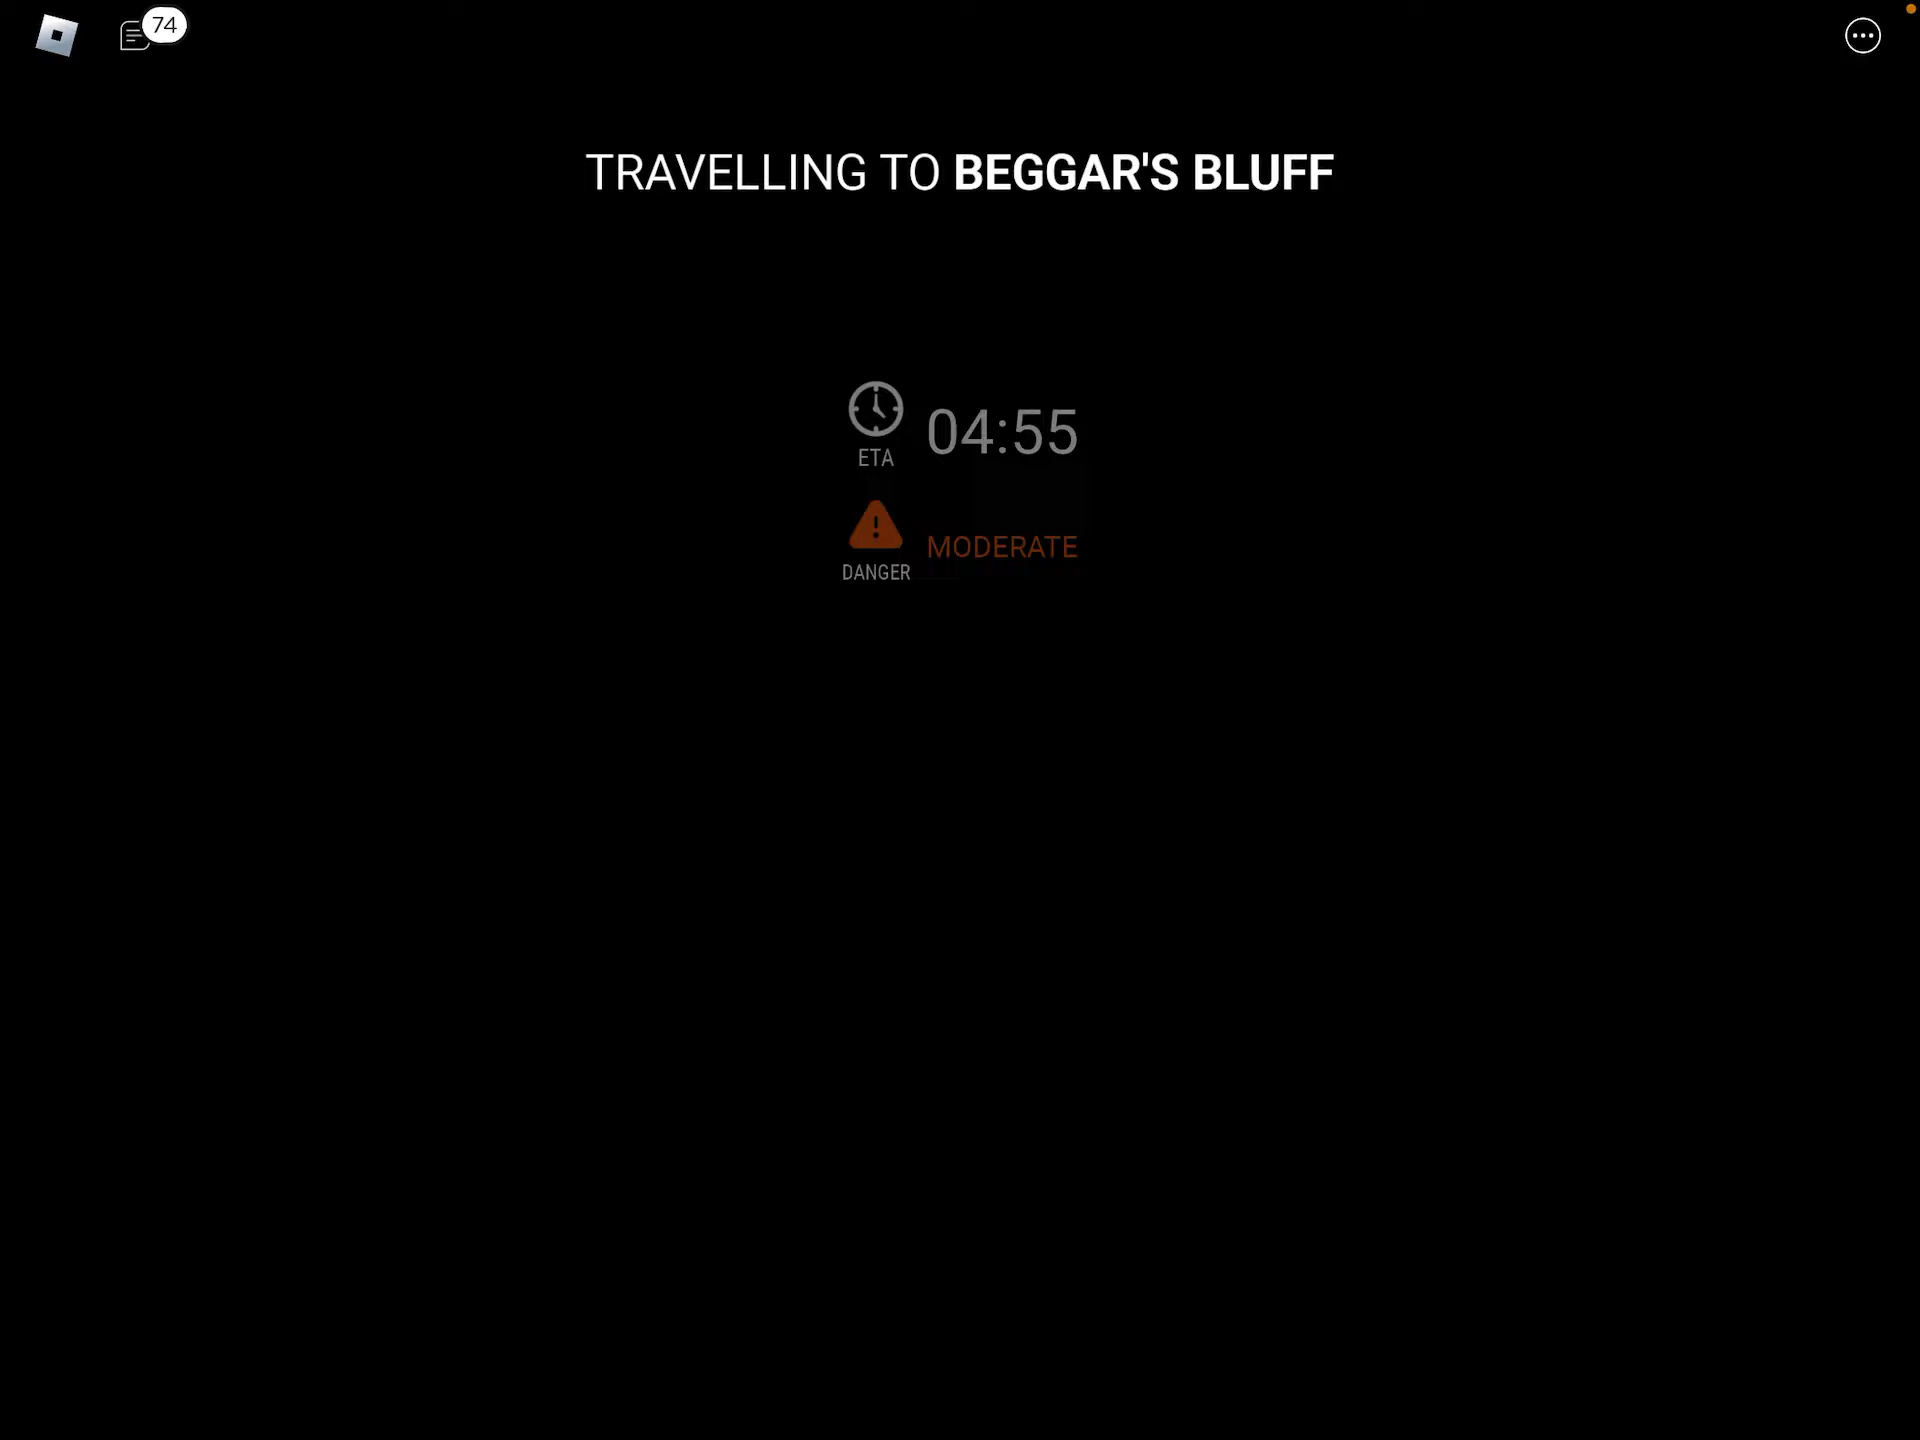 74
TRAVELLING TO BEGGAR'S BLUFF
04:55
ETA
MODERATE
DANGER